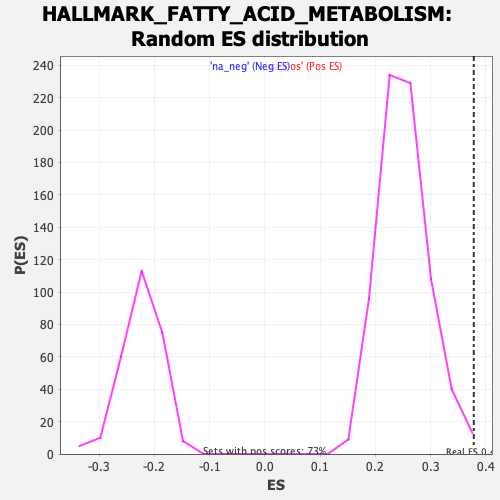 HALLMARK_FATTY_ACID_METABOLISM:
Random ES distribution
'na_neg' (Neg ES)os' (Pos ES)
240
220
200
180
160
140
120
100
80
60
40
20
0
P(ES)
Sets with pos scores: 73%
Real ES 0.
-0.3 -0.2 -0.1 0.0 0.1 0.2 0.3 0.4
ES